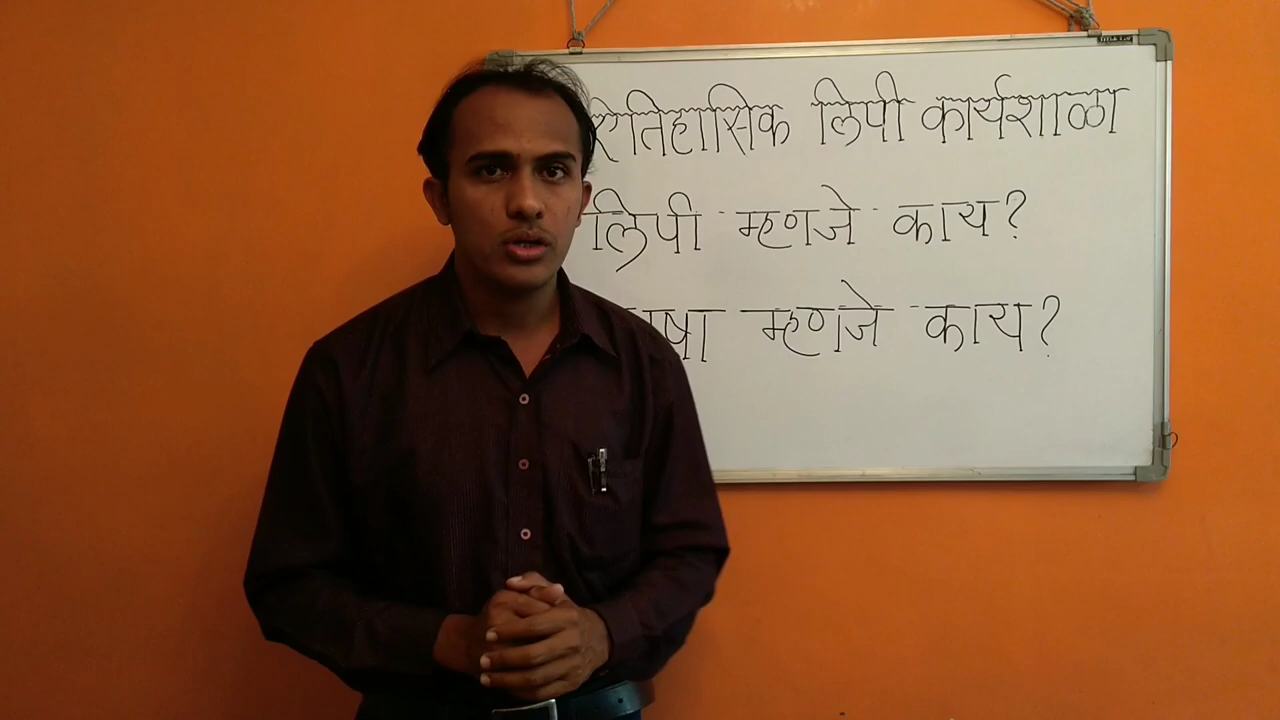 ऐतिहासिक लिपी कार्यशाळा
लिपी म्हणजे काय?
म्हणजे काय?